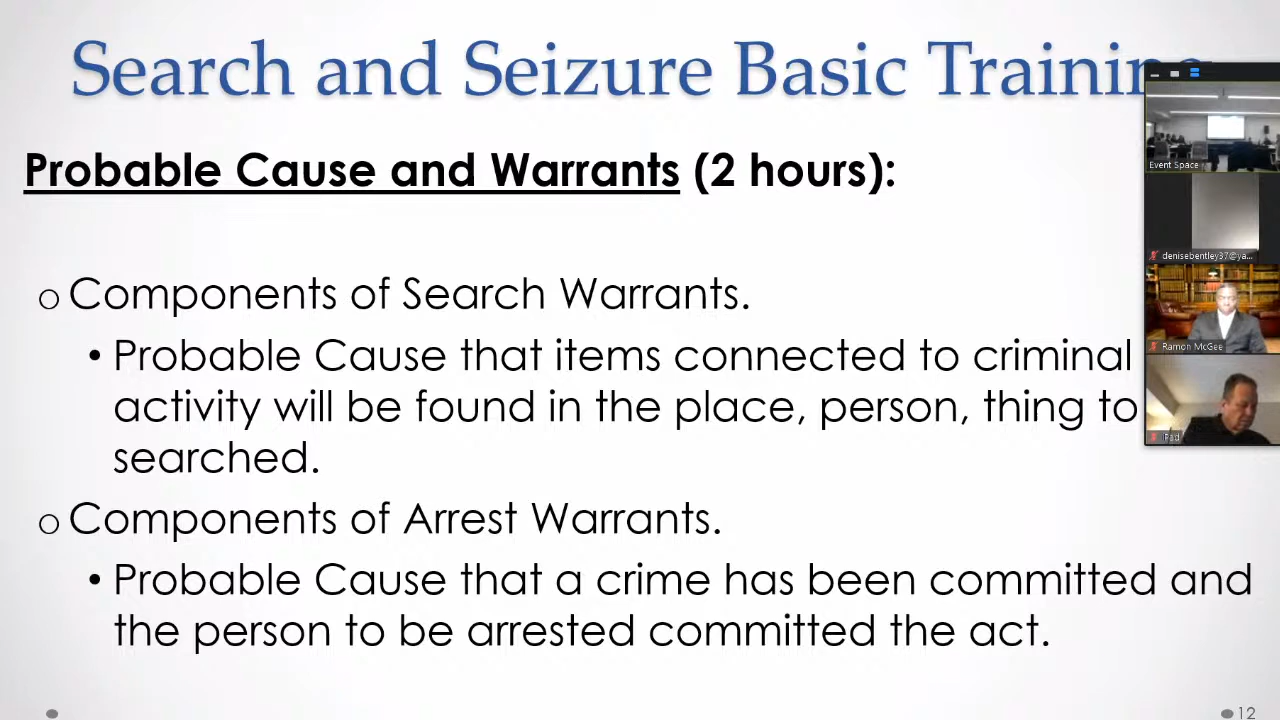 Search and Seizure Basic Training
Probable Cause and Warrants (2 hours):
o Components of Search Warrants.
• Probable Cause that items connected to criminal
activity will be found in the place, person, thing to
searched.
o Components of Arrest Warrants.
• Probable Cause that a crime has been committed and
the person to be arrested committed the act.
12
Event Space
denisebentley37@ya...
Ramon McGee
iPad